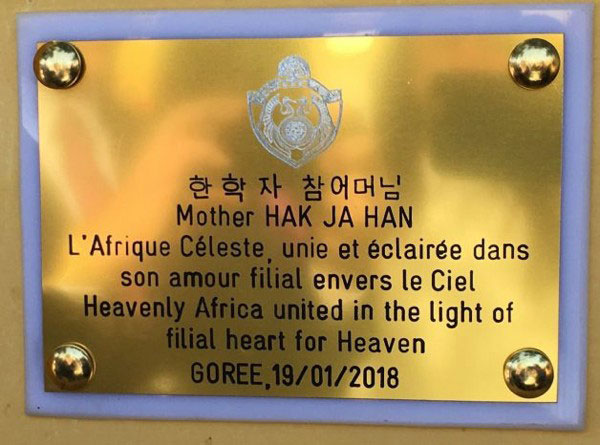 한학자 참어머님
Mother HAK JA HAN
L'Afrique Céleste, unie et éclairée dans
son amour filial envers le Ciel
Heavenly Africa united in the light of
filial heart for Heaven
GOREE,19/01/2018